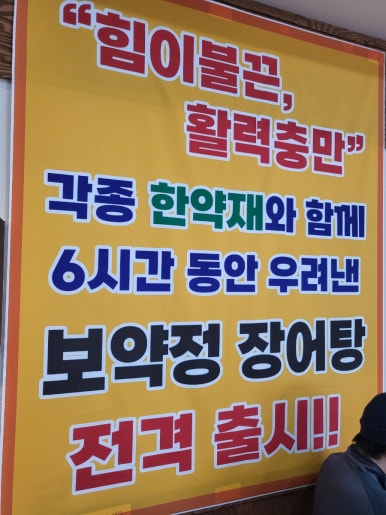 “힘이불끈,
활력충만”
각종 한약재와 함께
6시간 동안 우려낸
보약정 장어탕
전격 출시!!